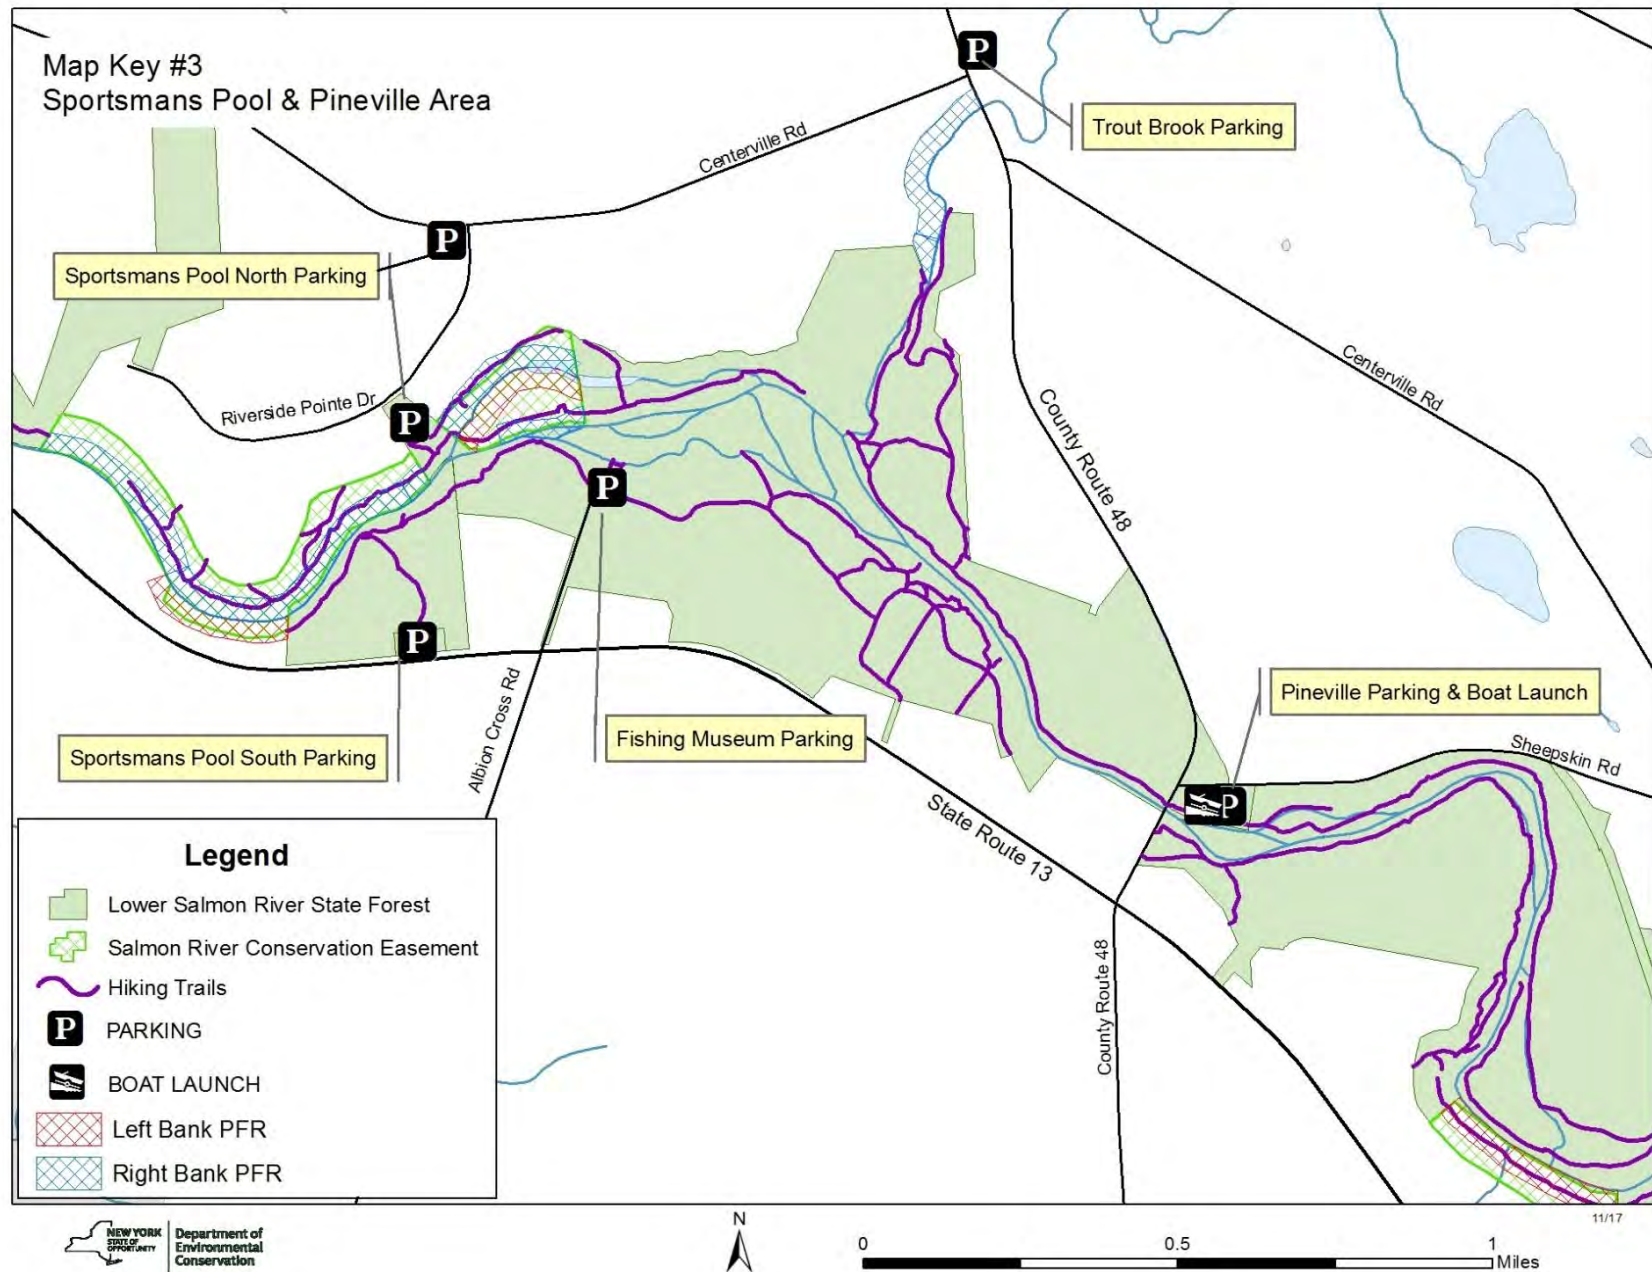 Map Key #3
Sportsmans Pool & Pineville Area
P
Trout Brook Parking
Centerville Rd
P
Sportsmans Pool North Parking
Centerville Rd
Riverside Pointe Dr
P
County Route 48
P
P
Pineville Parking & Boat Launch
Albion Cross Rd
Fishing Museum Parking
Sportsmans Pool South Parking
Sheepskin Rd
P
State Route 13
County Route 48
Legend
Lower Salmon River State Forest
Salmon River Conservation Easement
Hiking Trails
P PARKING
BOAT LAUNCH
Left Bank PFR
Right Bank PFR
11/17
NEW YORK
STATE OF
OPPORTUNITY
Department of
Environmental
Conservation
N
0 0.5 1
Miles